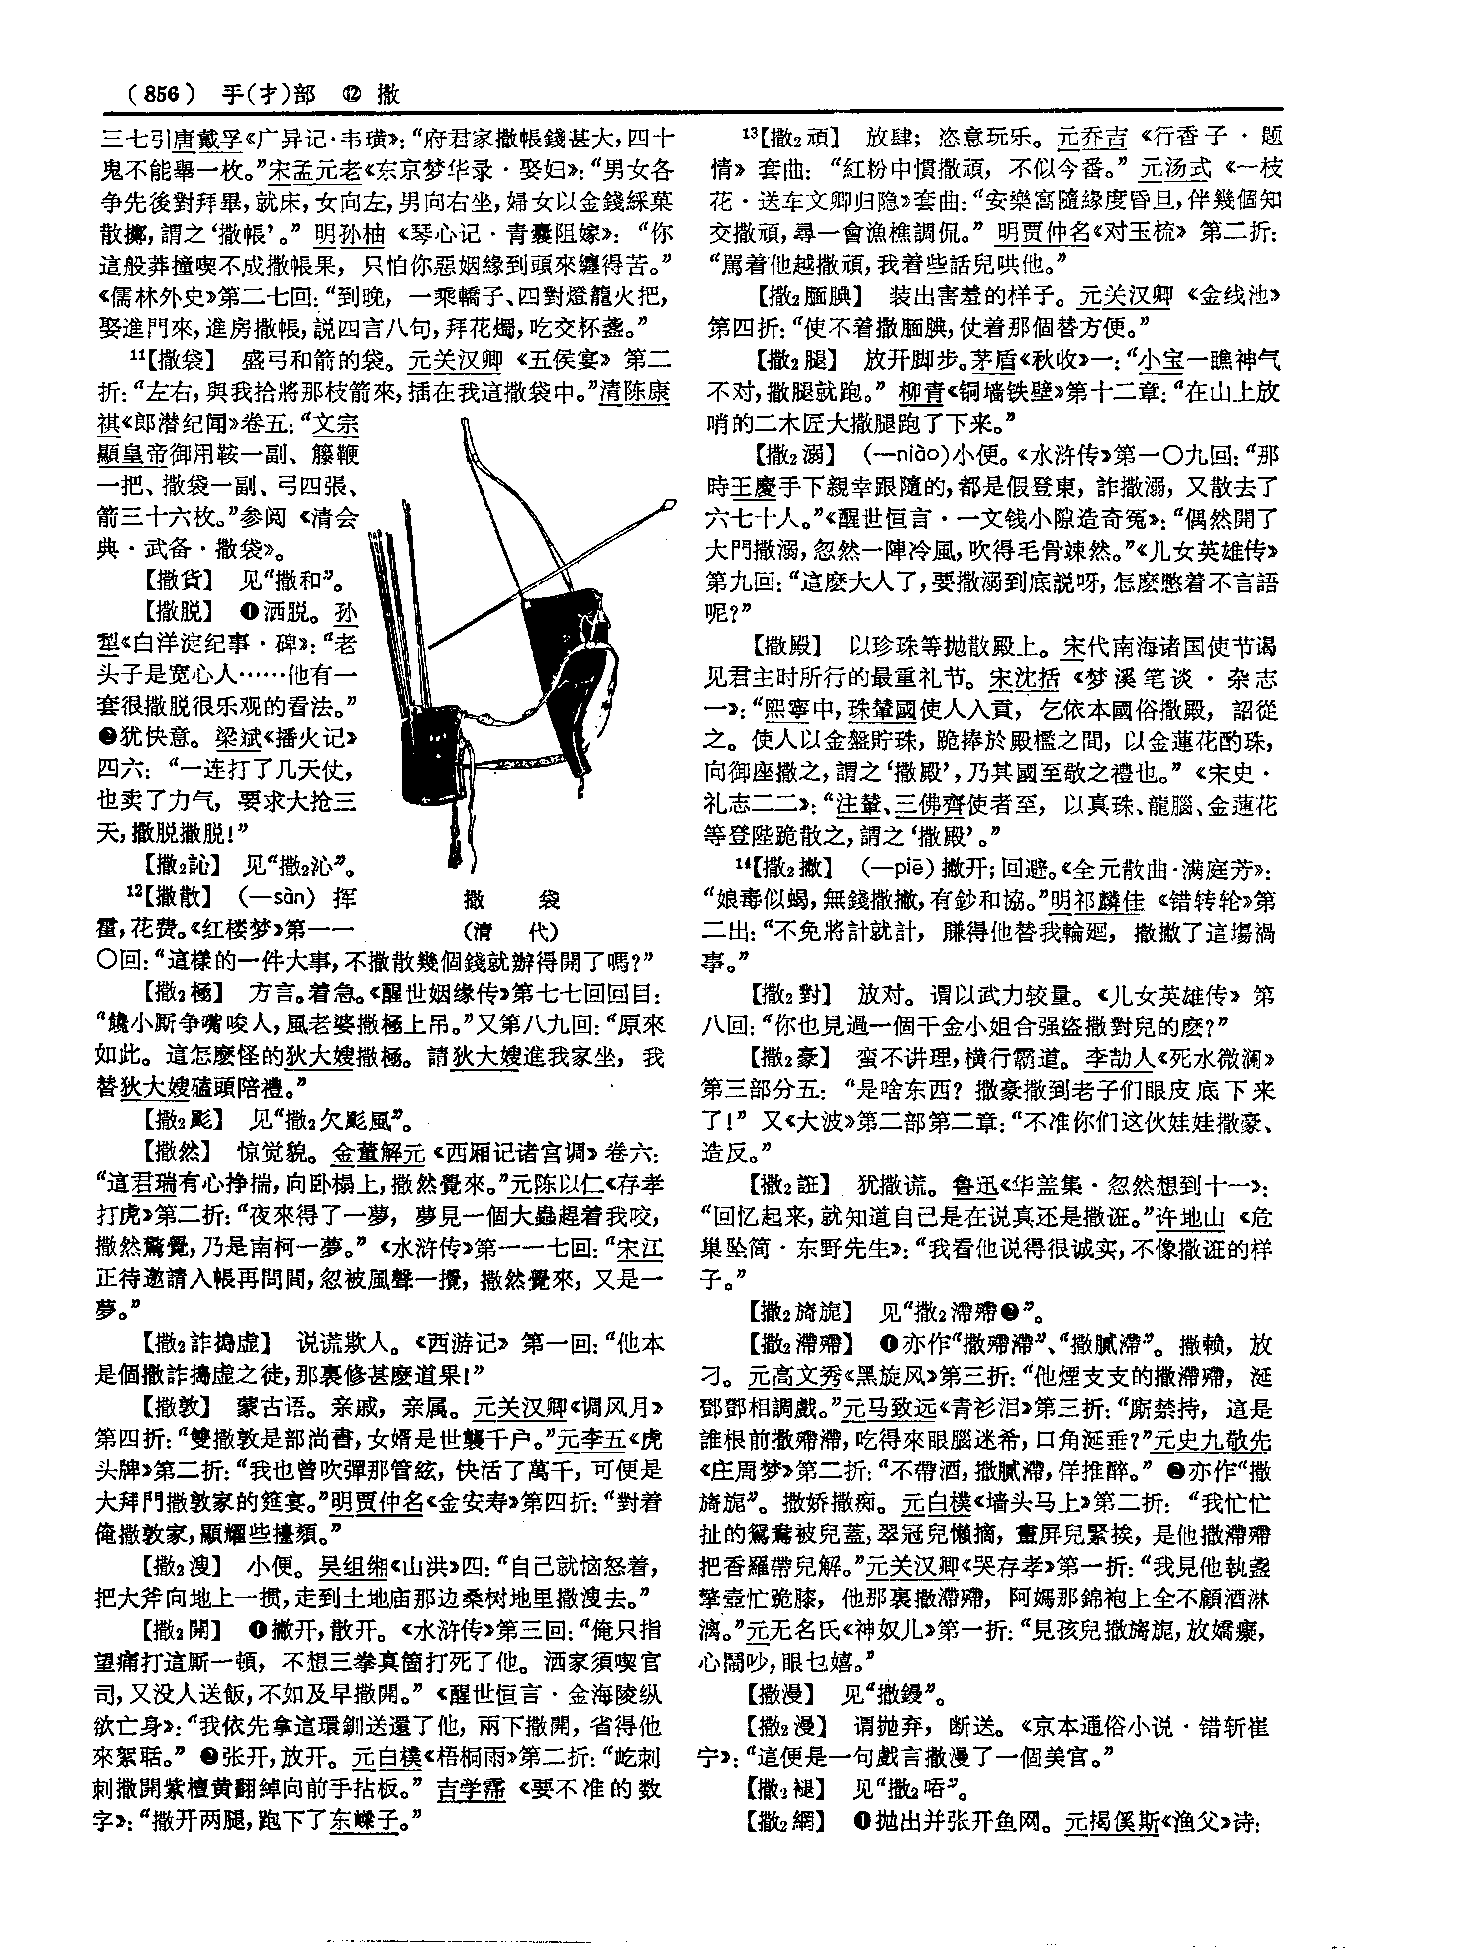 （856） 手(扌)部 ⑫ 撒
三七引唐戴孚《广异记·韦璜》：“府君家撒帳錢甚大，四十
鬼不能舉一枚。”宋孟元老《东京梦华录·娶妇》：“男女各
争先後對拜畢，就床，女向左，男向右坐，婦女以金錢綵菓
散擲，謂之‘撒帳’。”明孙柚《琴心记·青囊阻嫁》：“你
這般莽撞喫不成撒帳果，只怕你惡姻緣到頭來纏得苦。”
《儒林外史》第二七回：“到晚，一乘轎子、四對燈籠火把，
娶進門來，進房撒帳，説四言八句，拜花燭，吃交杯盞。”
11【撒袋】 盛弓和箭的袋。元关汉卿《五侯宴》第二
折：“左右，與我拾將那枝箭來，插在我這撒袋中。”清陈康
祺《郎潜纪闻》卷五：“文宗
顯皇帝御用鞍一副、籐鞭
一把、撒袋一副、弓四張、
箭三十六枚。”参阅《清会
典·武备·撒袋》。
【撒貨】 见“撒和”。
【撒脱】 ❶洒脱。孙
犁《白洋淀纪事·碑》：“老
头子是宽心人……他有一
套很撒脱很乐观的看法。”
❷犹快意。梁斌《播火记》
四六：“一连打了几天仗，
也卖了力气，要求大抢三
天，撒脱撒脱！”
【撒2訫】 见“撒2沁”。
12【撒散】 (—sàn) 挥
霍，花费。《红楼梦》第一一
撒 袋
（清 代）
〇回：“這樣的一件大事，不撒散幾個錢就辦得開了嗎？”
【撒2極】 方言。着急。《醒世姻缘传》第七七回回目：
“饞小厮争嘴唆人，風老婆撒極上吊。”又第八九回：“原來
如此。這怎麽怪的狄大嫂撒極。請狄大嫂進我家坐，我
替狄大嫂磕頭陪禮。”
【撒2彪】 见“撒2欠彪風”。
【撒然】 惊觉貌。金董解元《西厢记诸宫调》卷六：
“這君瑞有心挣揣，向卧榻上，撒然覺來。”元陈以仁《存孝
打虎》第二折：“夜來得了一夢，夢見一個大蟲趕着我咬，
撒然驚覺，乃是南柯一夢。”《水浒传》第一一七回：“宋江
正待邀請入帳再問間，忽被風聲一攪，撒然覺來，又是一
夢。”
【撒2詐搗虚】 说谎欺人。《西游记》第一回：“他本
是個撒詐搗虚之徒，那裏修甚麽道果！”
【撒敦】 蒙古语。亲戚，亲属。元关汉卿《调风月》
第四折：“雙撒敦是部尚書，女婿是世襲千户。”元李五《虎
头牌》第二折：“我也曾吹彈那管絃，快活了萬千，可便是
大拜門撒敦家的筵宴。”明贾仲名《金安寿》第四折：“對着
俺撒敦家，顯耀些擡頦。”
【撒2溲】 小便。吴组缃《山洪》四：“自己就恼怒着，
把大斧向地上一掼，走到土地庙那边桑树地里撒溲去。”
【撒2開】 ❶撇开，散开。《水浒传》第三回：“俺只指
望痛打這厮一頓，不想三拳真箇打死了他。洒家須喫官
司，又没人送飯，不如及早撒開。”《醒世恒言·金海陵纵
欲亡身》：“我依先拿這環釧送還了他，兩下撒開，省得他
來絮聒。”❷张开，放开。元白樸《梧桐雨》第二折：“屹刺
刺撒開紫檀黄翻綽向前手拈板。”吉学霈《要不准的数
字》：“撒开两腿，跑下了东嵘子。”
13【撒2頑】 放肆；恣意玩乐。元乔吉《行香子·题
情》套曲：“紅粉中慣撒頑，不似今番。”元汤式《一枝
花·送车文卿归隐》套曲：“安樂窩隨緣度昏旦，伴幾個知
交撒頑，尋一會漁樵調侃。”明贾仲名《对玉梳》第二折：
“駡着他越撒頑，我着些話兒哄他。”
【撒2腼腆】 装出害羞的样子。元关汉卿《金线池》
第四折：“使不着撒腼腆，仗着那個替方便。”
【撒2腿】 放开脚步。茅盾《秋收》一：“小宝一瞧神气
不对，撒腿就跑。”柳青《铜墙铁壁》第十二章：“在山上放
哨的二木匠大撒腿跑了下来。”
【撒2溺】 (—niào)小便。《水浒传》第一〇九回：“那
時王慶手下親幸跟隨的，都是假登東，詐撒溺，又散去了
六七十人。”《醒世恒言·一文钱小隙造奇冤》：“偶然開了
大門撒溺，忽然一陣冷風，吹得毛骨竦然。”《儿女英雄传》
第九回：“這麽大人了，要撒溺到底説呀，怎麽憋着不言語
呢？”
【撒殿】 以珍珠等抛散殿上。宋代南海诸国使节谒
见君主时所行的最重礼节。宋沈括《梦溪笔谈·杂志
一》：“熙寧中，珠輦國使人入貢，乞依本國俗撒殿，詔從
之。使人以金盤貯珠，跪捧於殿檻之間，以金蓮花酌珠，
向御座撒之，謂之‘撒殿’，乃其國至敬之禮也。”《宋史·
礼志二二》：“注輦、三佛齊使者至，以真珠、龍腦、金蓮花
等登陛跪散之，謂之‘撒殿’。”
14【撒2撇】 (—piē) 撇开；回避。《全元散曲·满庭芳》：
“娘毒似蝎，無錢撒撇，有鈔和協。”明祁麟佳《错转轮》第
二出：“不免將計就計，賺得他替我輪廻，撒撇了這場禍
事。”
【撒2對】 放对。谓以武力较量。《儿女英雄传》第
八回：“你也見過一個千金小姐合强盜撒對兒的麽？”
【撒2豪】 蛮不讲理，横行霸道。李劼人《死水微澜》
第三部分五：“是啥东西？撒豪撒到老子们眼皮底下来
了！”又《大波》第二部第二章：“不准你们这伙娃娃撒豪、
造反。”
【撒2誑】 犹撒谎。鲁迅《华盖集·忽然想到十一》：
“回忆起来，就知道自己是在说真还是撒诳。”许地山《危
巢坠简·东野先生》：“我看他说得很诚实，不像撒诳的样
子。”
【撒2旖旎】 见“撒2滯殢❷”。
【撒2滯殢】 ❶亦作“撒殢滯”、“撒膩滯”。撒赖，放
刁。元高文秀《黑旋风》第三折：“他煙支支的撒滯殢，涎
鄧鄧相調戲。”元马致远《青衫泪》第三折：“厮禁持，這是
誰根前撒殢滯，吃得來眼腦迷希，口角涎垂？”元史九敬先
《庄周梦》第二折：“不帶酒，撒膩滯，佯推醉。”❷亦作“撒
旖旎”。撒娇撒痴。元白樸《墙头马上》第二折：“我忙忙
扯的鴛鴦被兒蓋，翠冠兒懶摘，畫屏兒緊挨，是他撒滯殢
把香羅帶兒解。”元关汉卿《哭存孝》第一折：“我見他執盞
擎壺忙跪膝，他那裏撒滯殢，阿媽那錦袍上全不顧酒淋
漓。”元无名氏《神奴儿》第一折：“見孩兒撒旖旎，放嬌癡，
心鬧吵，眼乜嬉。”
【撒漫】 见“撒鏝”。
【撒2漫】 谓抛弃，断送。《京本通俗小说·错斩崔
宁》：“這便是一句戲言撒漫了一個美官。”
【撒2褪】 见“撒2唔”。
【撒2網】 ❶抛出并张开鱼网。元揭傒斯《渔父》诗：